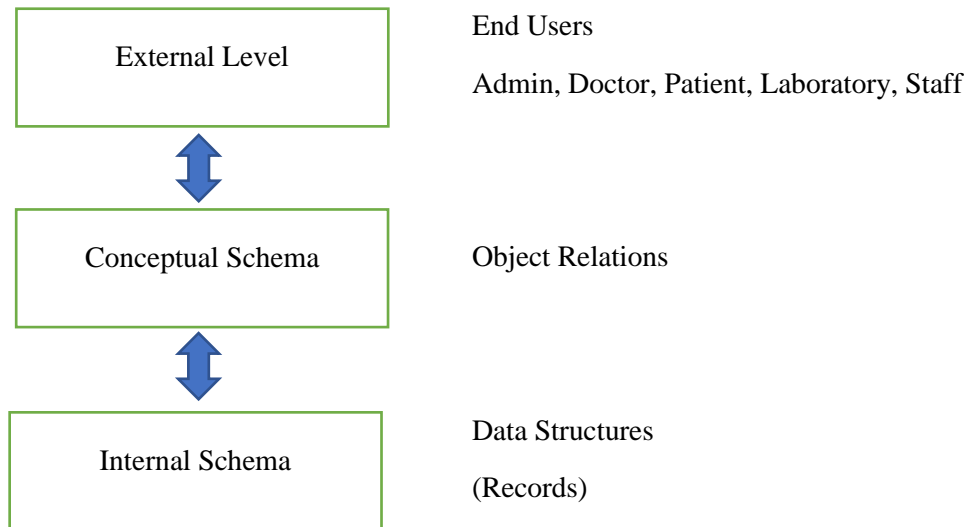 External Level
End Users
Admin, Doctor, Patient, Laboratory, Staff
Conceptual Schema
Object Relations
Internal Schema
Data Structures
(Records)